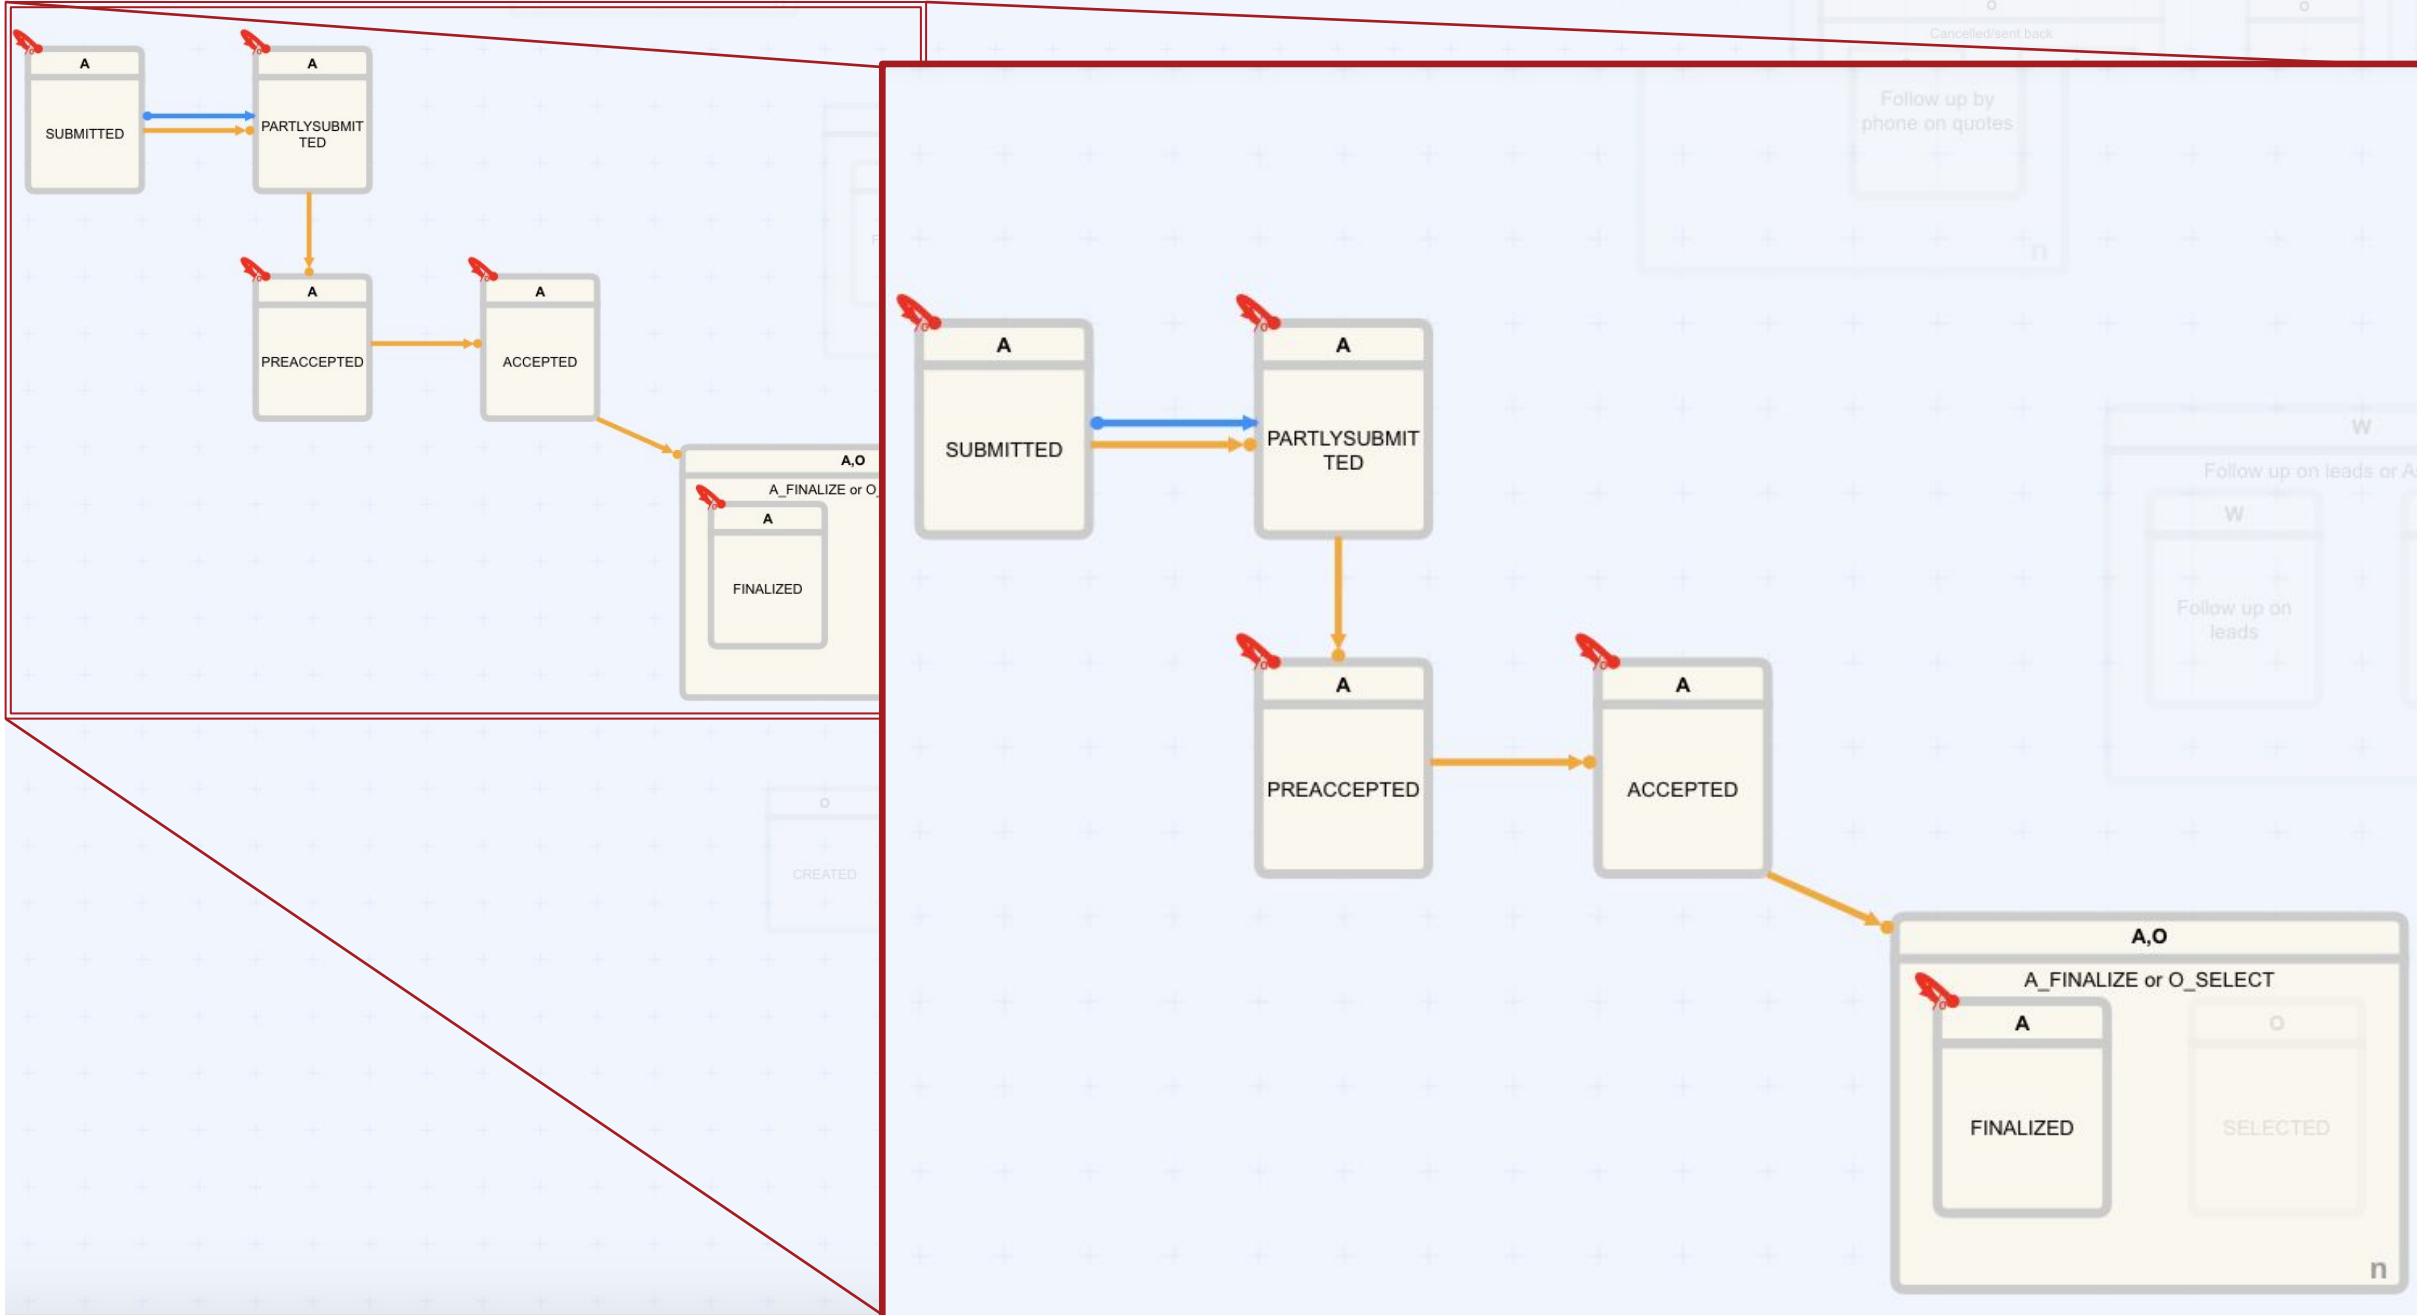 A
SUBMITTED
A
PARTLYSUBMIT
TED
A
PREACCEPTED
A
ACCEPTED
A,O
A_FINALIZE or O_
A
FINALIZED
F
O
CREATED
O
Cancelled/sent back
O
Follow up by
phone on quotes
n
W
Follow up on leads or A
W
Follow up on
leads
A
SUBMITTED
A
PARTLYSUBMIT
TED
A
PREACCEPTED
A
ACCEPTED
A,O
A_FINALIZE or O_SELECT
A
FINALIZED
O
SELECTED
n